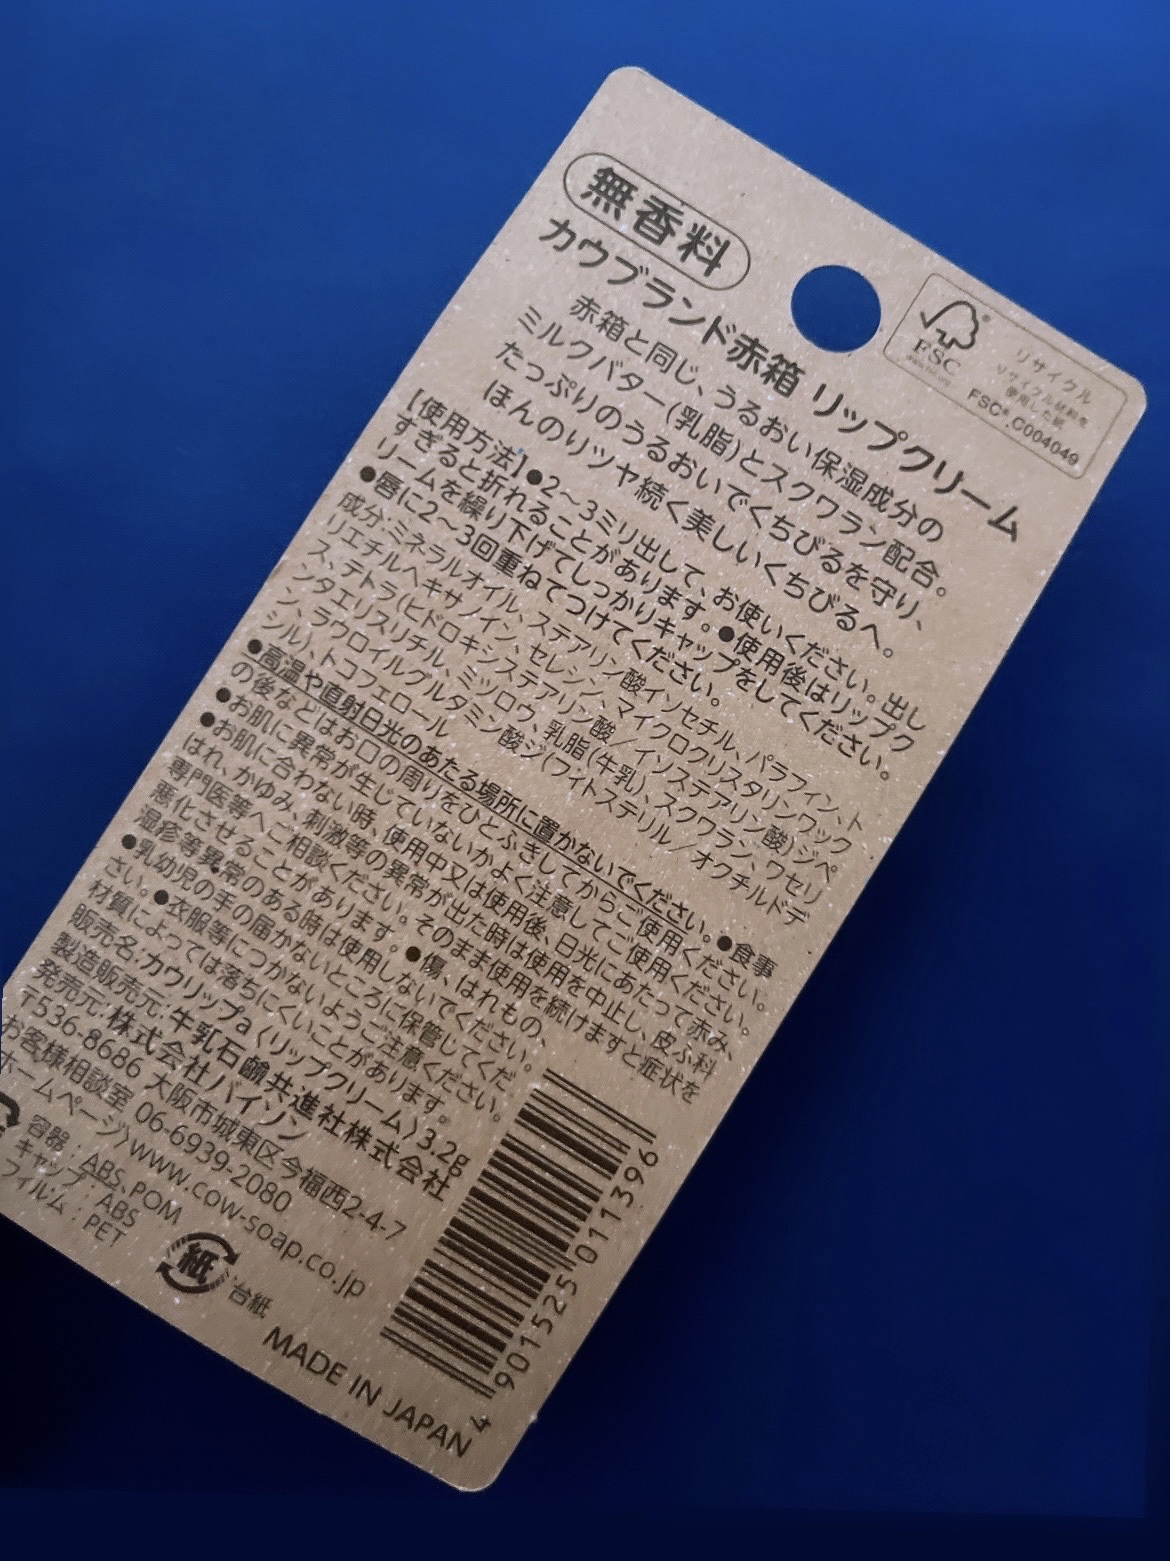 無香料
カウブランド赤箱 リップクリーム
赤箱と同じ、うるおい保湿成分の
ミルクバター(乳脂)とスクワラン配合。
たっぷりのうるおいでくちびるを守り、
ほんのりツヤ続く美しいくちびるへ。
FSC®
www.fsc.org
リサイクル
リサイクル材料を
使用した紙
FSC® C004049
【使用方法】●2〜3ミリ出して、お使いください。出し
すぎると折れることがあります。●使用後はリップク
リームを繰り下げてしっかりキャップをしてください。
●唇に2〜3回重ねてつけてください。
成分:ミネラルオイル、ステアリン酸イソセチル、パラフィン、ト
リエチルヘキサノイン、セレシン、マイクロクリスタリンワック
ス、テトラ(ヒドロキシステアリン酸/イソステアリン酸)ジペ
ンタエリスリチル、ミツロウ、乳脂(牛乳)、スクワラン、ワセリ
ン、ラウロイルグルタミン酸ジ(フィトステリル/オクチルドデ
シル)、トコフェロール
●高温や直射日光のあたる場所に置かないでください。●食事
の後などはお口の周りをひとふきしてからご使用ください。
●お肌に異常が生じていないかよく注意してご使用ください。
●お肌に合わない時、使用中又は使用後、日光にあたって赤み、
はれ、かゆみ、刺激等の異常が出た時は使用を中止し、皮ふ科
専門医等へご相談ください。そのまま使用を続けますと症状を
悪化させることがあります。●傷、はれもの、
湿疹等異常のある時は使用しないでください。
●乳幼児の手の届かないところに保管してくだ
さい。●衣服等につかないようご注意ください。
材質によっては落ちにくいことがあります。
販売名:カウリップa〈リップクリーム〉3.2g
製造販売元:牛乳石鹼共進社株式会社
発売元:株式会社バイソン
〒536-8686 大阪市城東区今福西2-4-7
お客様相談室 06-6939-2080
ホームページ〉www.cow-soap.co.jp
容器:ABS、POM
キャップ:ABS
フィルム:PET
紙
台紙
MADE IN JAPAN
4
901525 011396